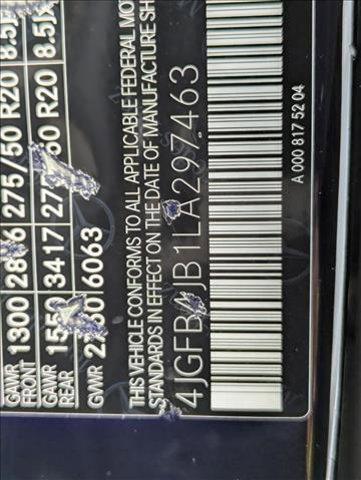 GAWR FRONT 1300 2866 275/50 R20 8.5J
GAWR REAR 1550 3417 R20 8.5J
GVWR 2750 6063
THIS VEHICLE CONFORMS TO ALL APPLICABLE FEDERAL MOT
STANDARDS IN EFFECT ON THE DATE OF MANUFACTURE SH
4JGFB4JB1LA297463
A 000 817 52 04